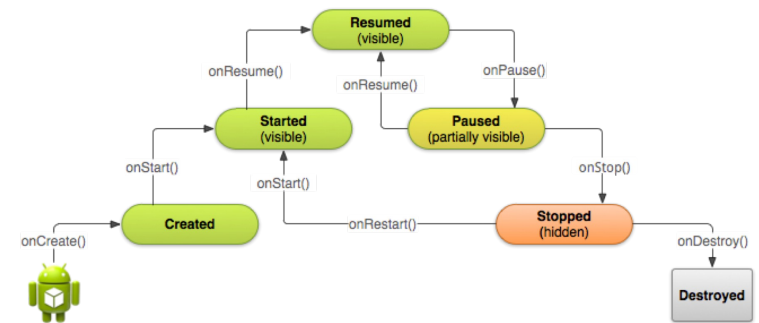 Resumed
(visible)
onResume()
onResume()
onPause()
Started
(visible)
Paused
(partially visible)
onStart()
onStart()
onStop()
Created
onRestart()
Stopped
(hidden)
onCreate()
onDestroy()
Destroyed